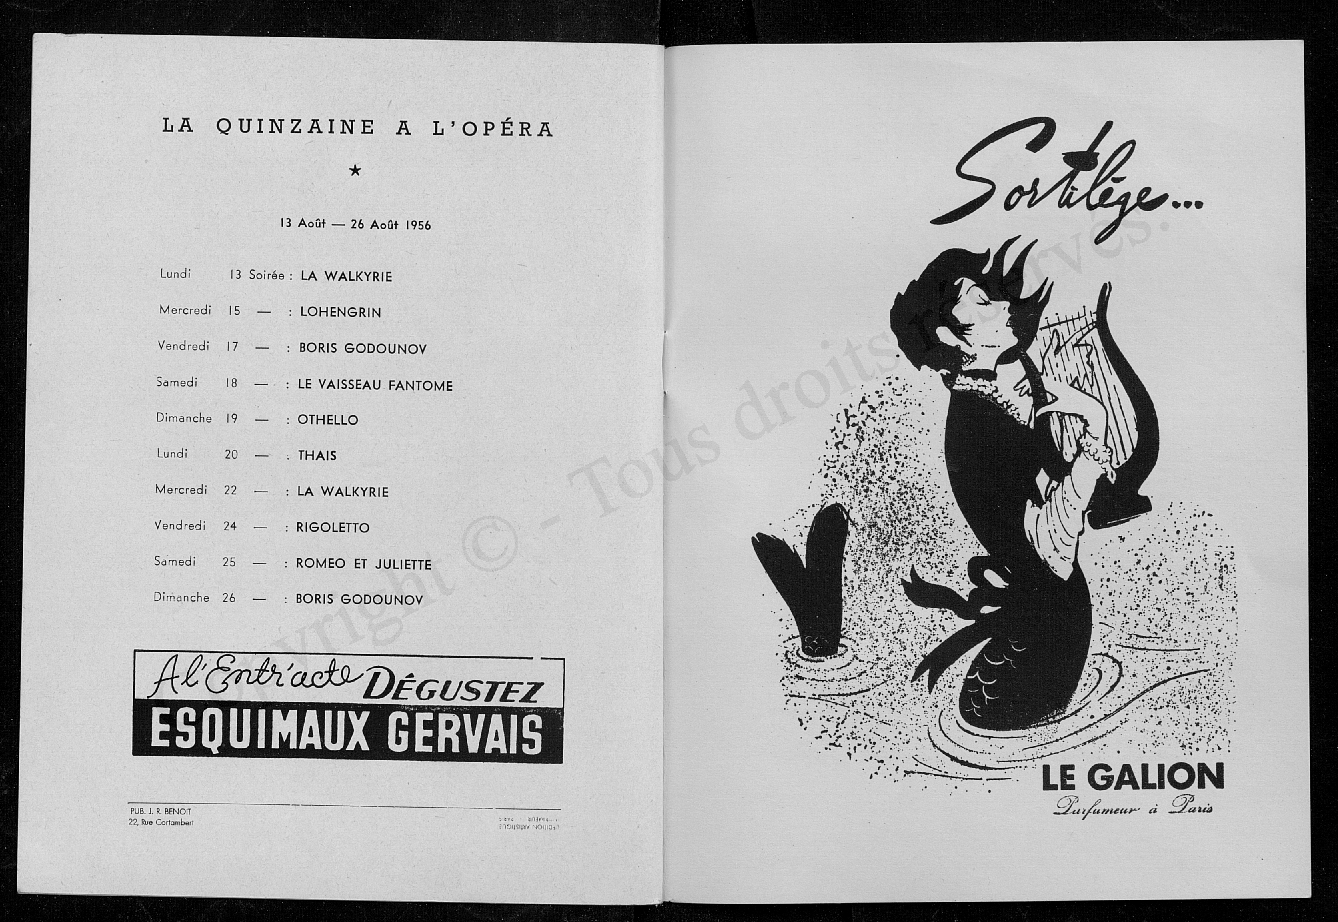 LA QUINZAINE A L'OPÉRA
★
13 Août — 26 Août 1956
Lundi 13 Soirée : LA WALKYRIE
Mercredi 15 — : LOHENGRIN
Vendredi 17 — : BORIS GODOUNOV
Samedi 18 — : LE VAISSEAU FANTOME
Dimanche 19 — : OTHELLO
Lundi 20 — : THAIS
Mercredi 22 — : LA WALKYRIE
Vendredi 24 — : RIGOLETTO
Samedi 25 — : ROMEO ET JULIETTE
Dimanche 26 — : BORIS GODOUNOV
A l'Entr'acte DÉGUSTEZ
ESQUIMAUX GERVAIS
PUB. J. R. BENOIT
22, Rue Cortambert
Sortilège...
LE GALION
Parfumeur à Paris
Copyright © - Tous droits réservés.